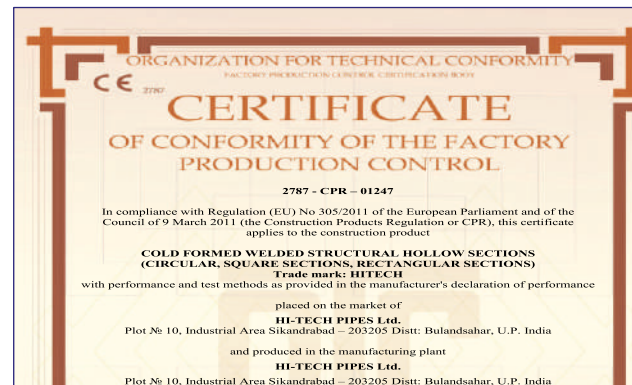 ORGANIZATION FOR TECHNICAL CONFORMITY
FACTORY PRODUCTION CONTROL CERTIFICATION BODY
CE 2787
CERTIFICATE
OF CONFORMITY OF THE FACTORY
PRODUCTION CONTROL
2787 - CPR – 01247
In compliance with Regulation (EU) No 305/2011 of the European Parliament and of the
Council of 9 March 2011 (the Construction Products Regulation or CPR), this certificate
applies to the construction product
COLD FORMED WELDED STRUCTURAL HOLLOW SECTIONS
(CIRCULAR, SQUARE SECTIONS, RECTANGULAR SECTIONS)
Trade mark: HITECH
with performance and test methods as provided in the manufacturer's declaration of performance
placed on the market of
HI-TECH PIPES Ltd.
Plot № 10, Industrial Area Sikandrabad – 203205 Distt: Bulandsahar, U.P. India
and produced in the manufacturing plant
HI-TECH PIPES Ltd.
Plot № 10, Industrial Area Sikandrabad – 203205 Distt: Bulandsahar, U.P. India